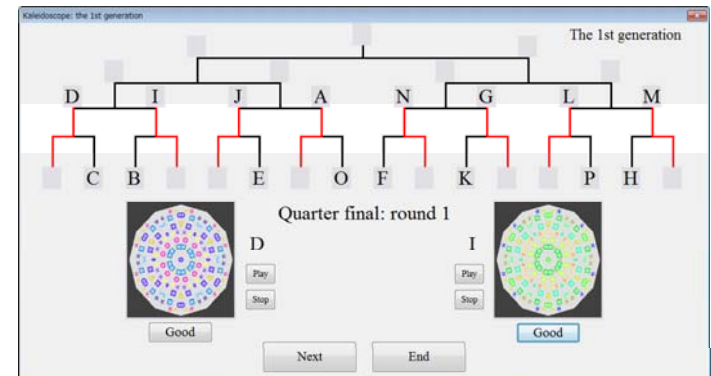 Kaleidoscope: the 1st generation
The 1st generation
D I J A N G L M
C B E O F K P H
Quarter final: round 1
D I
Play Play
Stop Stop
Good Good
Next End